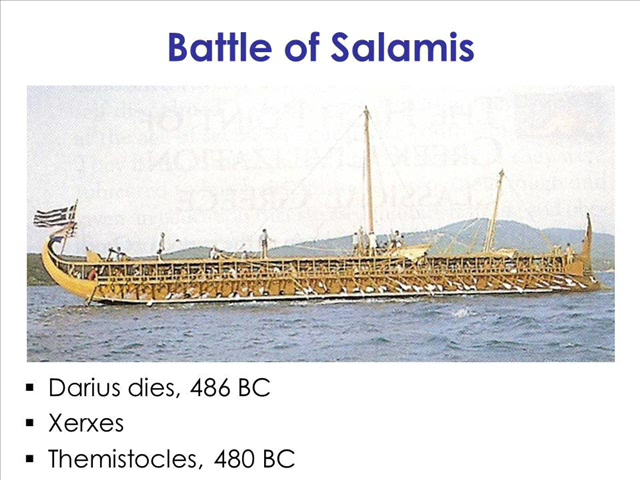 Battle of Salamis
▪ Darius dies, 486 BC
▪ Xerxes
▪ Themistocles, 480 BC